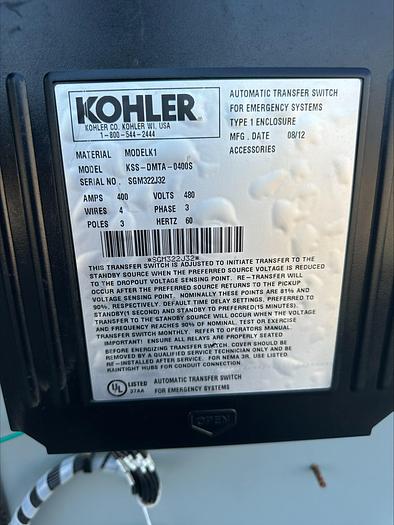 KOHLER
KOHLER CO. KOHLER WI, USA
1-800-544-2444
AUTOMATIC TRANSFER SWITCH
FOR EMERGENCY SYSTEMS
TYPE 1 ENCLOSURE
MFG. DATE 08/12
ACCESSORIES
MATERIAL MODELK1
MODEL KSS-DMTA-0400S
SERIAL NO. SGM322J32
AMPS 400 VOLTS 480
WIRES 4 PHASE 3
POLES 3 HERTZ 60
*SGM322J32*
THIS TRANSFER SWITCH IS ADJUSTED TO INITIATE TRANSFER TO THE
STANDBY SOURCE WHEN THE PREFERRED SOURCE VOLTAGE IS REDUCED
TO THE DROPOUT VOLTAGE SENSING POINT. RE-TRANSFER WILL
OCCUR AFTER THE PREFERRED SOURCE RETURNS TO THE PICKUP
VOLTAGE SENSING POINT. NOMINALLY THESE POINTS ARE 81% AND
90%, RESPECTIVELY. DEFAULT TIME DELAY SETTINGS, PREFERRED TO
STANDBY(1 SECOND) AND STANDBY TO PREFERRED(15 MINUTES).
TRANSFER TO THE STANDBY SOURCE WILL OCCUR WHEN THE VOLTAGE
AND FREQUENCY REACHES 90% OF NOMINAL. TEST OR EXERCISE
TRANSFER SWITCH MONTHLY. REFER TO OPERATORS MANUAL.
IMPORTANT! ENSURE ALL RELAYS ARE PROPERLY SEATED
BEFORE ENERGIZING TRANSFER SWITCH. COVER SHOULD BE
REMOVED BY A QUALIFIED SERVICE TECHNICIAN ONLY AND BE
RE-INSTALLED AFTER SERVICE. FOR NEMA 3R, USE LISTED
RAINTIGHT HUBS FOR CONDUIT CONNECTION.
UL LISTED AUTOMATIC TRANSFER SWITCH
37AA FOR EMERGENCY SYSTEMS
OPEN